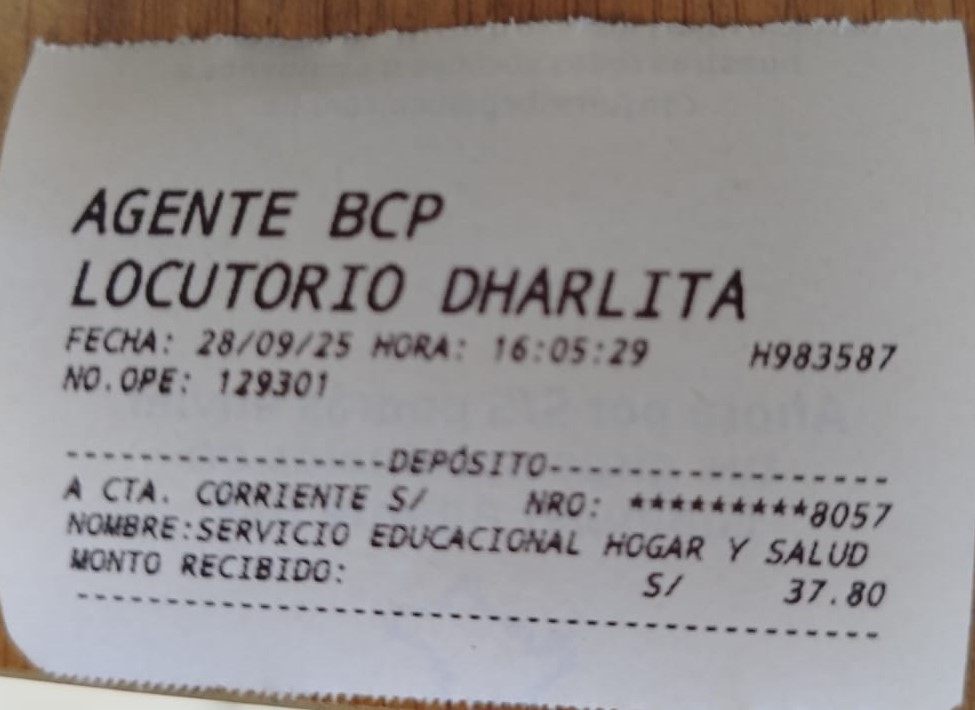 AGENTE BCP
LOCUTORIO DHARLITA
FECHA: 28/09/25 HORA: 16:05:29 H983587
NO.OPE: 129301
-----------------DEPÓSITO------------------
A CTA. CORRIENTE S/ NRO: *********8057
NOMBRE:SERVICIO EDUCACIONAL HOGAR Y SALUD
MONTO RECIBIDO: S/ 37.80
-------------------------------------------